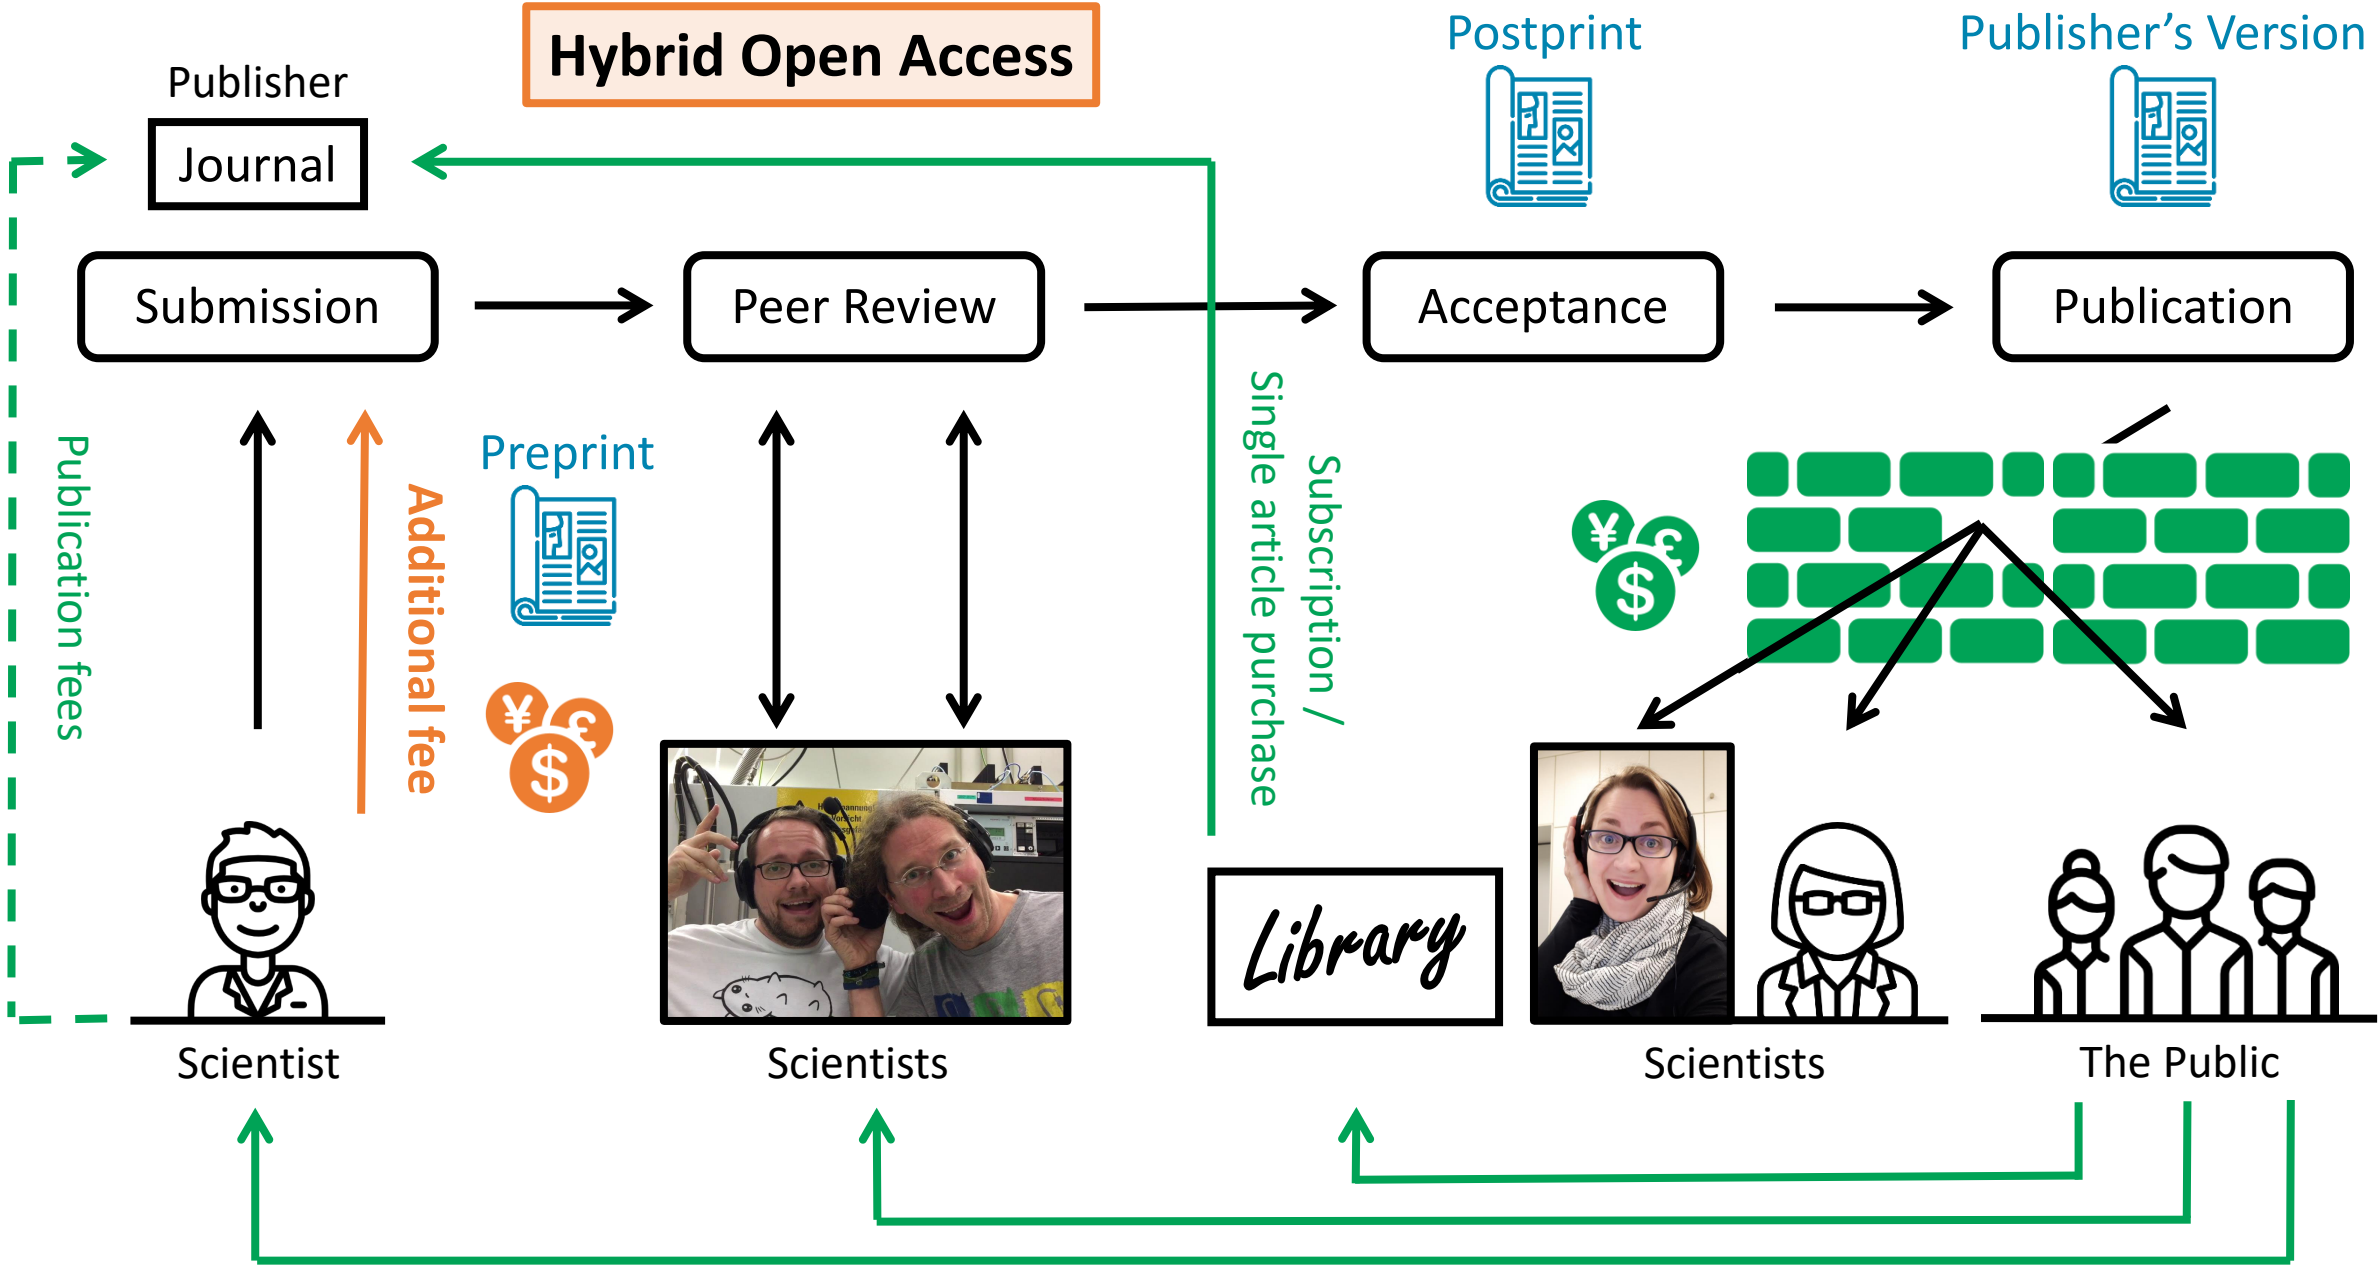 Hybrid Open Access
Postprint
Publisher's Version
Publisher
Journal
Submission
Peer Review
Acceptance
Publication
Publication fees
Additional fee
Preprint
¥
£
$
Subscription /
Single article purchase
¥
£
$
¥
£
$
Library
Scientist
Scientists
Scientists
The Public